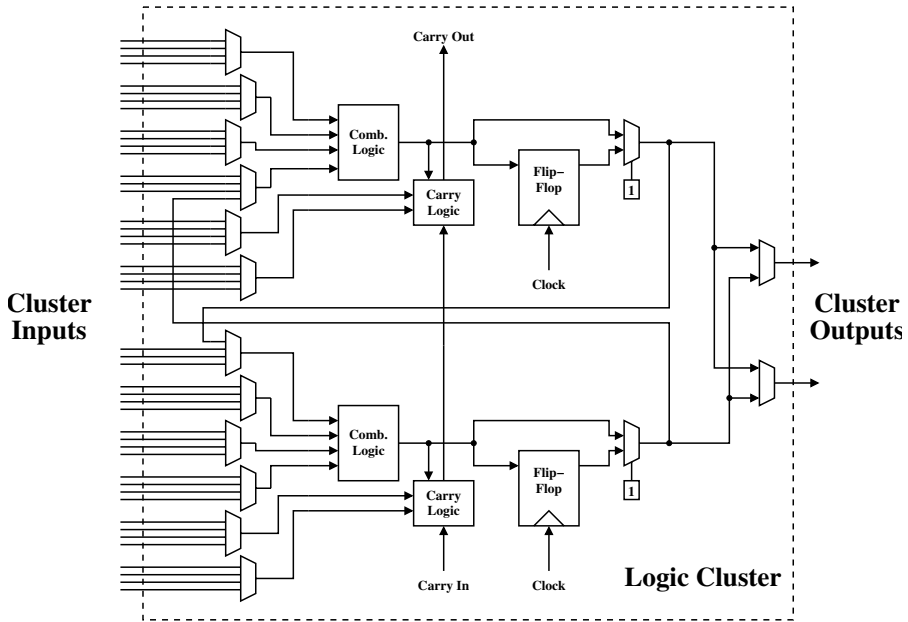 Carry Out
Comb.
Logic
Flip–
Flop
1
Carry
Logic
Clock
Cluster
Inputs
Cluster
Outputs
Comb.
Logic
Flip–
Flop
1
Carry
Logic
Carry In
Clock
Logic Cluster